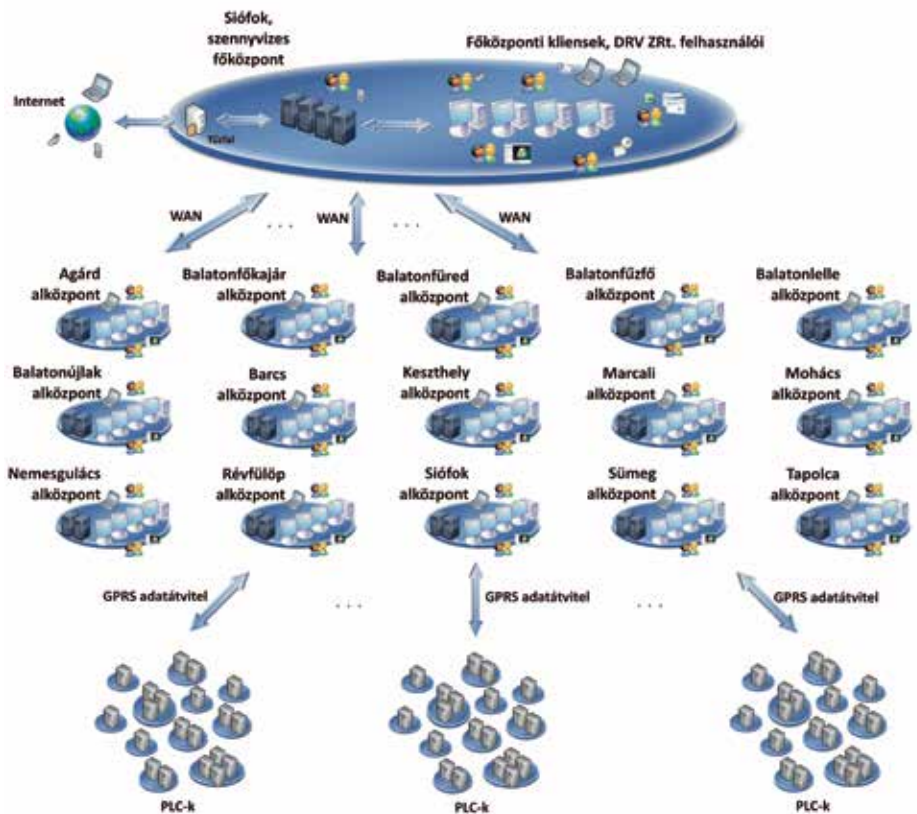 Siófok,
szennyvizes
főközpont
Főközponti kliensek, DRV ZRt. felhasználói
Internet
Tűzfal
WAN
. . .
WAN
. . .
WAN
Agárd
alközpont
Balatonfőkajár
alközpont
Balatonfüred
alközpont
Balatonfűzfő
alközpont
Balatonlelle
alközpont
Balatonújlak
alközpont
Barcs
alközpont
Keszthely
alközpont
Marcali
alközpont
Mohács
alközpont
Nemesgulács
alközpont
Révfülöp
alközpont
Siófok
alközpont
Sümeg
alközpont
Tapolca
alközpont
GPRS adatátvitel
. . .
GPRS adatátvitel
. . .
GPRS adatátvitel
PLC-k
PLC-k
PLC-k